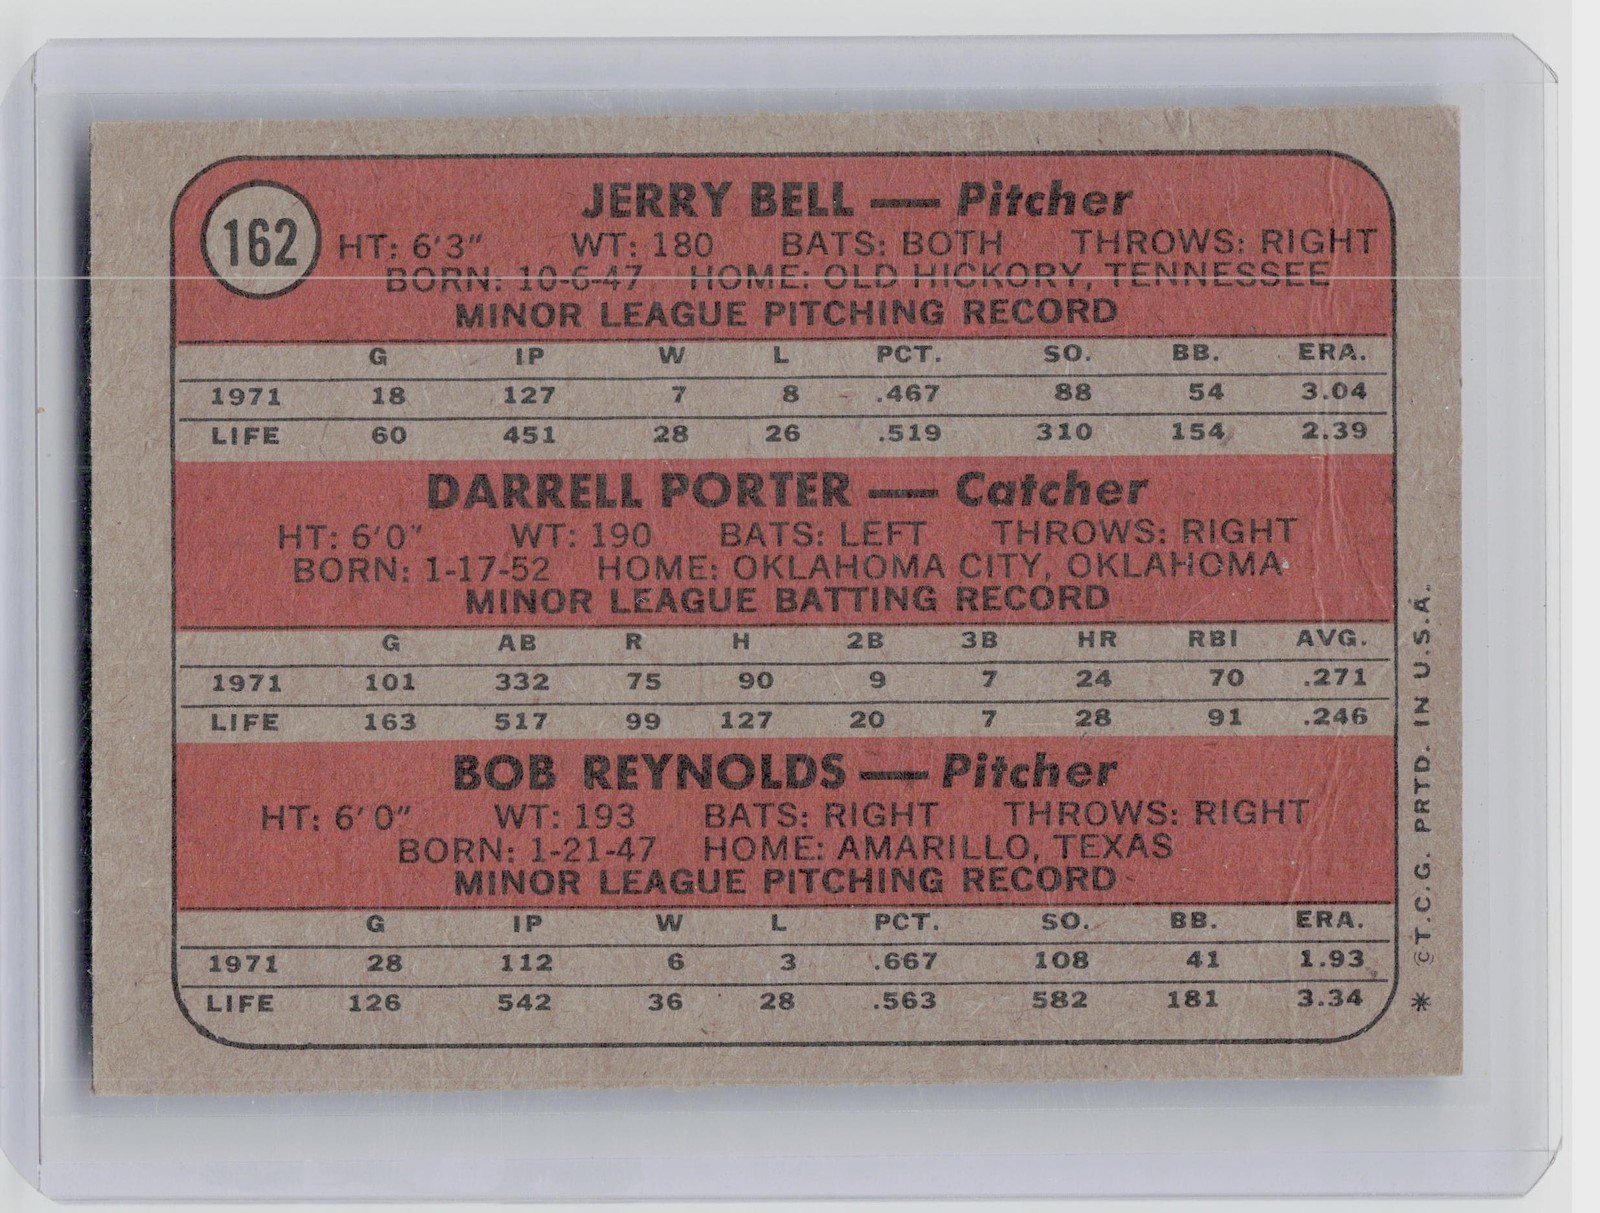 162
JERRY BELL — Pitcher
HT: 6'3" WT: 180 BATS: BOTH THROWS: RIGHT
BORN: 10-6-47 HOME: OLD HICKORY, TENNESSEE
MINOR LEAGUE PITCHING RECORD
G IP W L PCT. SO. BB. ERA.
1971 18 127 7 8 .467 88 54 3.04
LIFE 60 451 28 26 .519 310 154 2.39
DARRELL PORTER — Catcher
HT: 6'0" WT: 190 BATS: LEFT THROWS: RIGHT
BORN: 1-17-52 HOME: OKLAHOMA CITY, OKLAHOMA
MINOR LEAGUE BATTING RECORD
G AB R H 2B 3B HR RBI AVG.
1971 101 332 75 90 9 7 24 70 .271
LIFE 163 517 99 127 20 7 28 91 .246
BOB REYNOLDS — Pitcher
HT: 6'0" WT: 193 BATS: RIGHT THROWS: RIGHT
BORN: 1-21-47 HOME: AMARILLO, TEXAS
MINOR LEAGUE PITCHING RECORD
G IP W L PCT. SO. BB. ERA.
1971 28 112 6 3 .667 108 41 1.93
LIFE 126 542 36 28 .563 582 181 3.34
* ©T.C.G. PRTD. IN U.S.A.